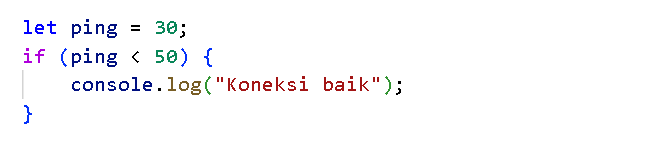 let ping = 30;
if (ping < 50) {
    console.log("Koneksi baik");
}